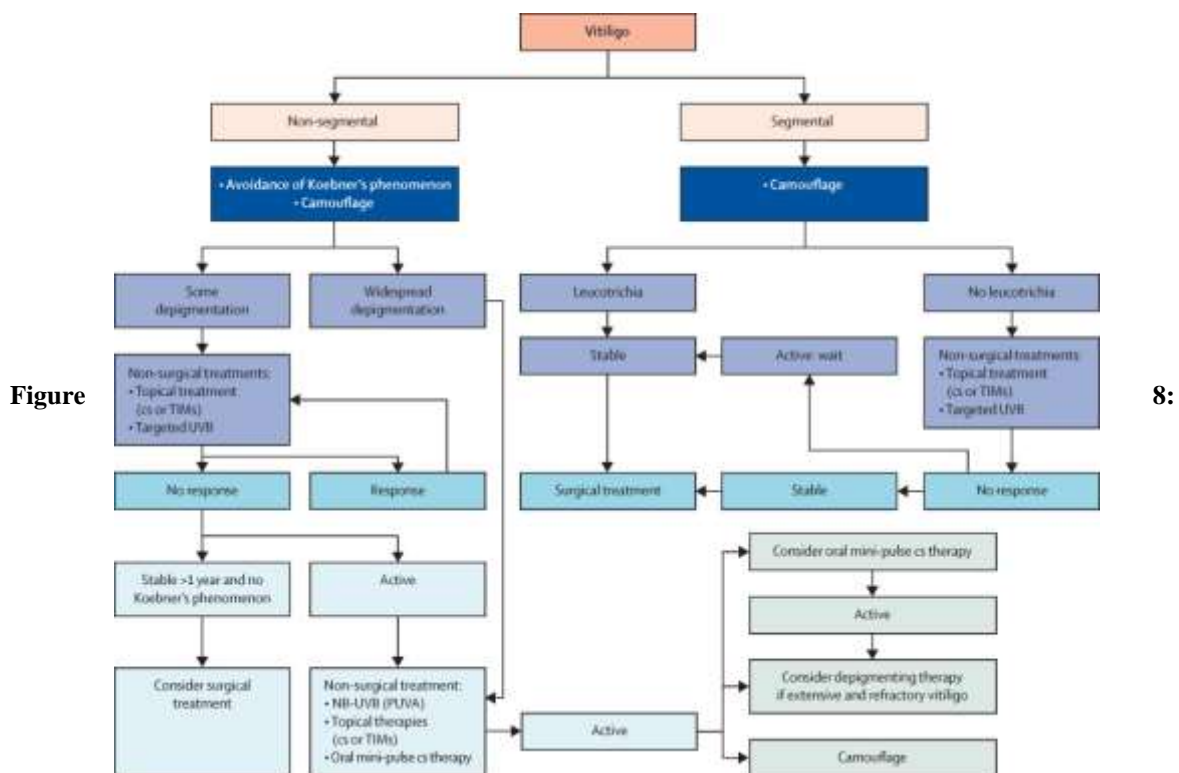 Vitiligo
Non-segmental
Segmental
• Avoidance of Koebner's phenomenon
• Camouflage
• Camouflage
Some
depigmentation
Widespread
depigmentation
Leucotrichia
No leucotrichia
Non-surgical treatments:
• Topical treatment
(cs or TIMs)
• Targeted UVB
Stable
Active: wait
Non-surgical treatments:
• Topical treatment
(cs or TIMs)
• Targeted UVB
Figure 8:
No response
Response
Surgical treatment
Stable
No response
Stable >1 year and no
Koebner's phenomenon
Active
Consider oral mini-pulse cs therapy
Active
Consider surgical
treatment
Non-surgical treatment:
• NB-UVB (PUVA)
• Topical therapies
(cs or TIMs)
• Oral mini-pulse cs therapy
Active
Consider depigmenting therapy
if extensive and refractory vitiligo
Camouflage